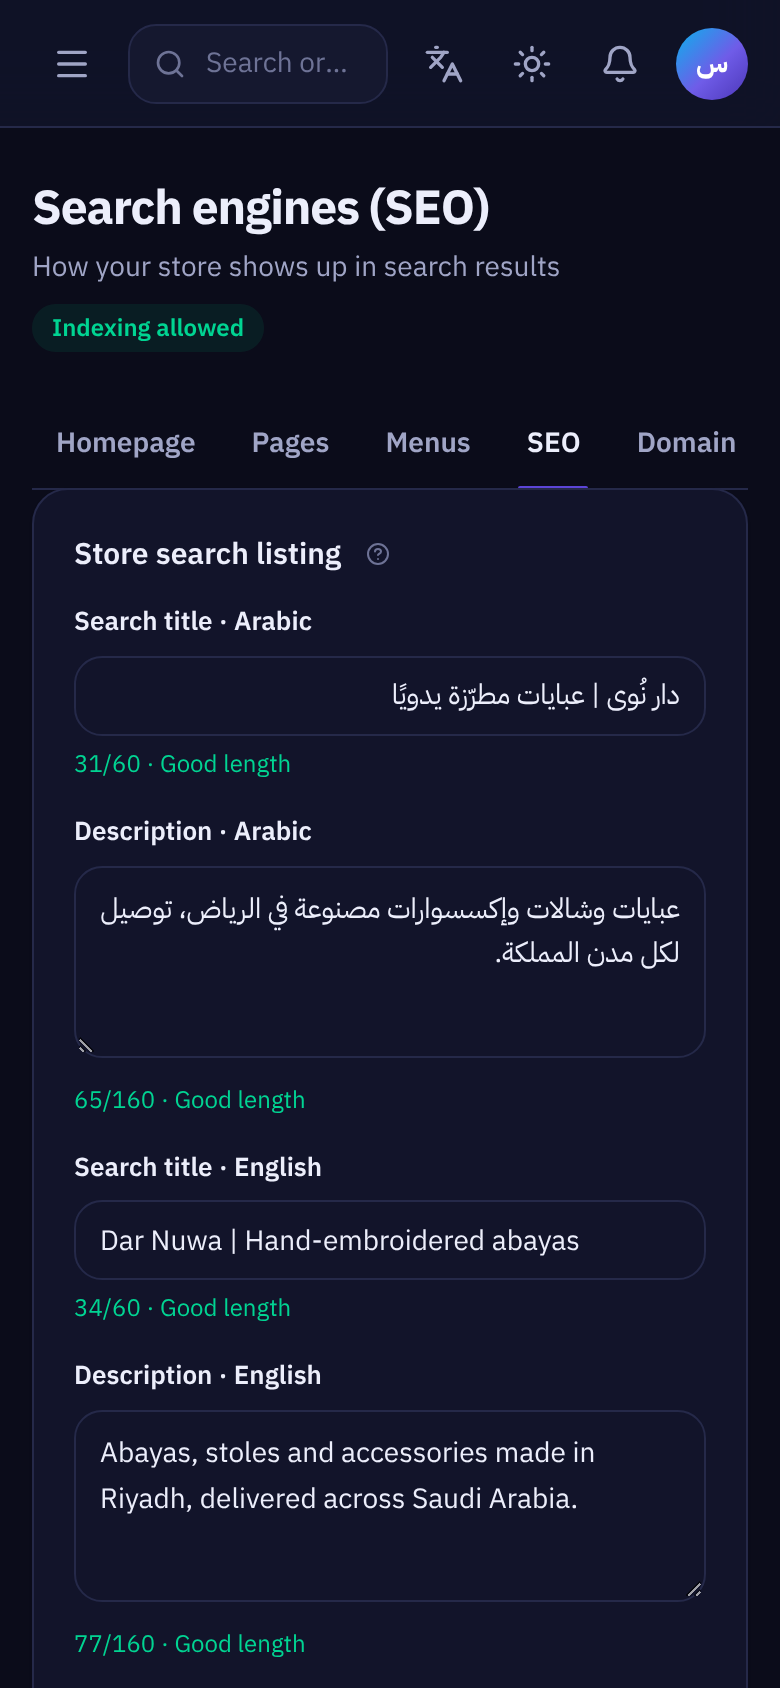 Search or...
س
Search engines (SEO)
How your store shows up in search results
Indexing allowed
Homepage Pages Menus SEO Domain
Store search listing
Search title · Arabic
دار نُوى | عبايات مطرّزة يدويًا
31/60 · Good length
Description · Arabic
عبايات وشالات وإكسسوارات مصنوعة في الرياض، توصيل
لكل مدن المملكة.
65/160 · Good length
Search title · English
Dar Nuwa | Hand-embroidered abayas
34/60 · Good length
Description · English
Abayas, stoles and accessories made in
Riyadh, delivered across Saudi Arabia.
77/160 · Good length